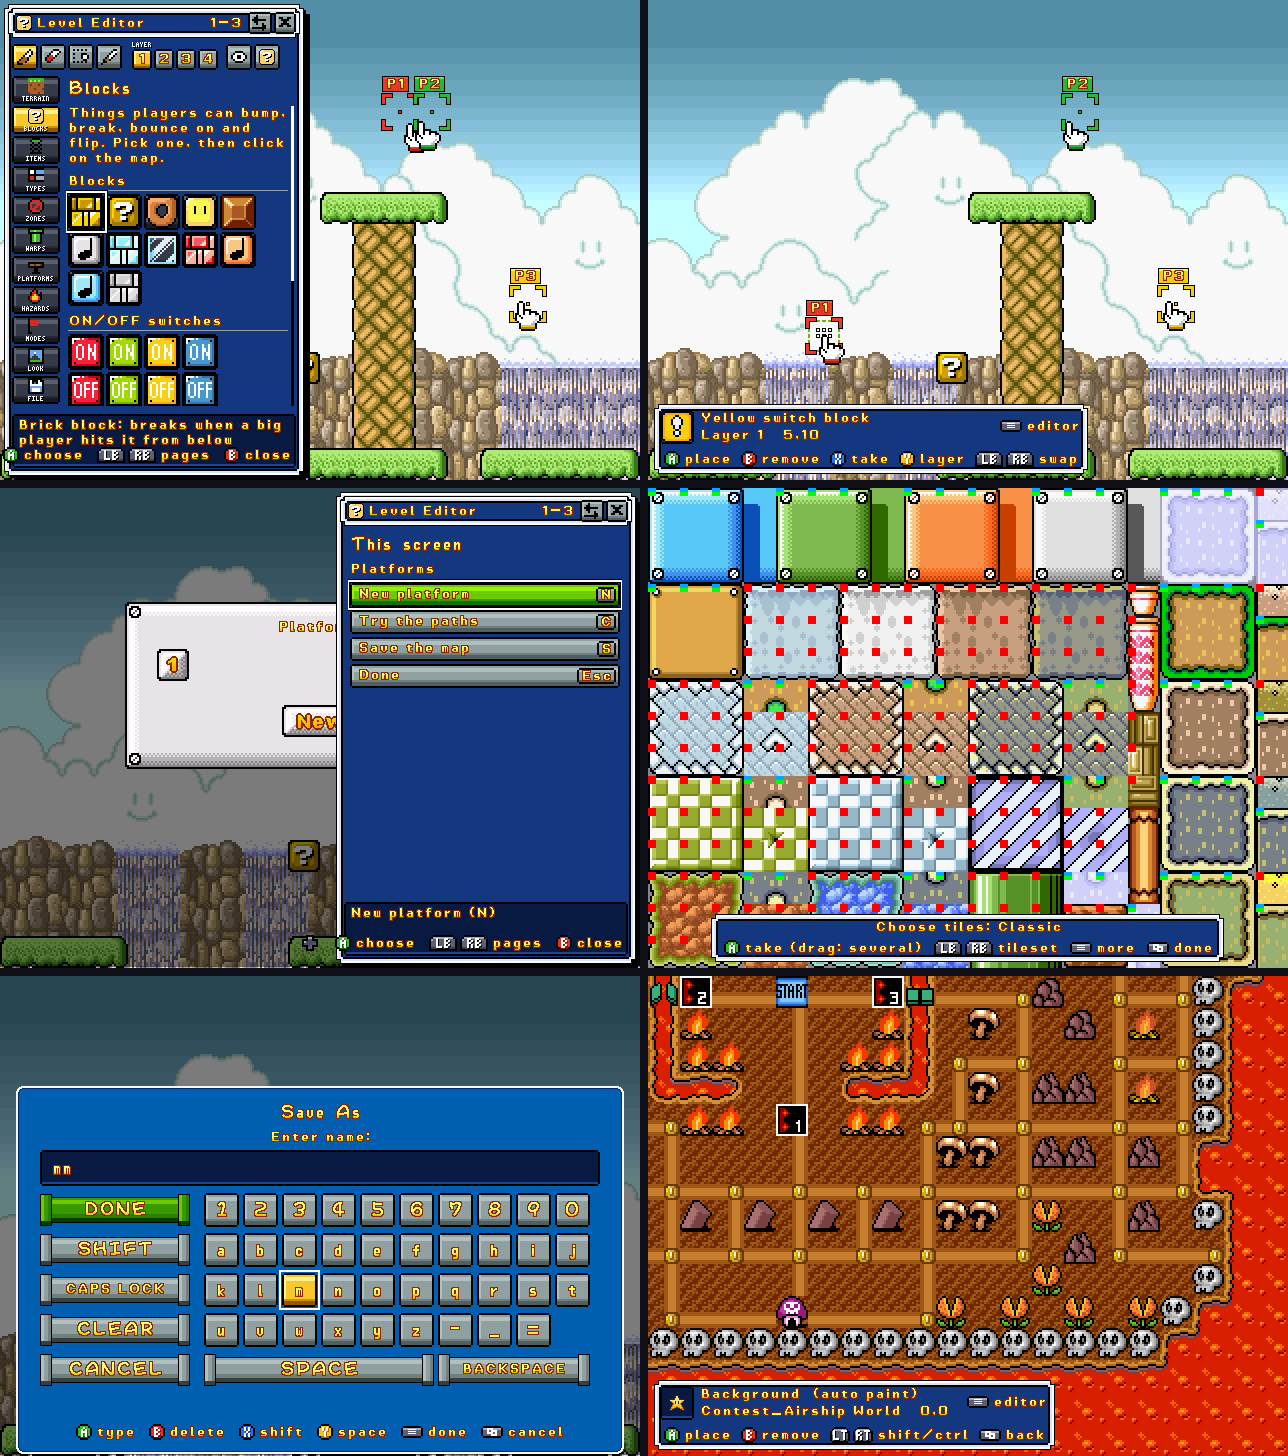 Level Editor 1-3
LAYER
1 2 3 4
TERRAIN
BLOCKS
ITEMS
TYPES
ZONES
WARPS
PLATFORMS
HAZARDS
NODES
LOOK
FILE
Blocks
Things players can bump,
break, bounce on and
flip. Pick one, then click
on the map.
Blocks
ON/OFF switches
ON ON ON ON
OFF OFF OFF OFF
Brick block: breaks when a big
player hits it from below
A choose LB RB pages B close
P1 P2
P3
P2
P3
P1
Yellow switch block
Layer 1 5,10
editor
A place B remove X take Y layer LB RB swap
Platfo
1
New
Level Editor 1-3
This screen
Platforms
New platform N
Try the paths C
Save the map S
Done Esc
New platform (N)
A choose LB RB pages B close
Choose tiles: Classic
A take (drag: several) LB RB tileset more done
Save As
Enter name:
mm
DONE 1 2 3 4 5 6 7 8 9 0
SHIFT a b c d e f g h i j
CAPS LOCK k l m n o p q r s t
CLEAR u v w x y z - _ =
CANCEL SPACE BACKSPACE
A type B delete X shift Y space done cancel
2 START 3
1
Background (auto paint)
Contest_Airship World 0,0
editor
A place B remove LT RT shift/ctrl back